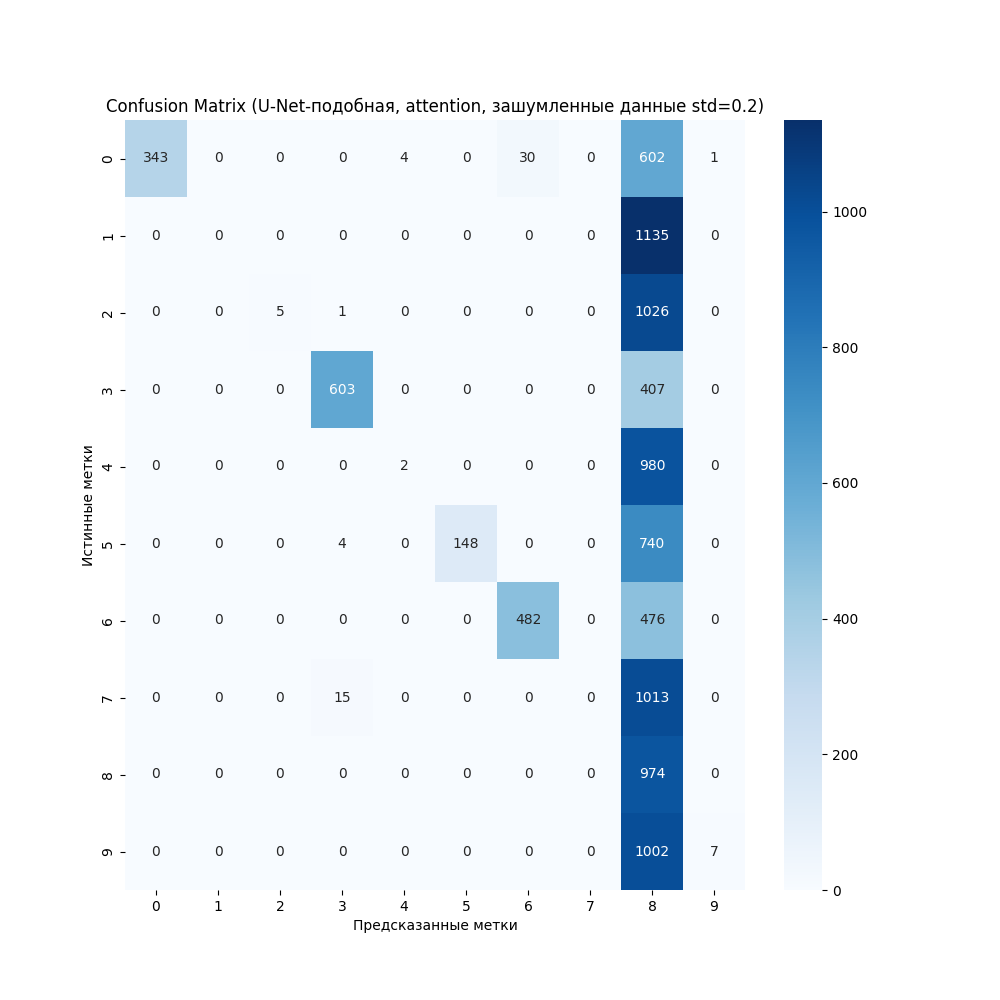 Confusion Matrix (U-Net-подобная, attention, зашумленные данные std=0.2)
0 343 0 0 0 4 0 30 0 602 1
1 0 0 0 0 0 0 0 0 1135 0
2 0 0 5 1 0 0 0 0 1026 0
3 0 0 0 603 0 0 0 0 407 0
4 0 0 0 0 2 0 0 0 980 0
5 0 0 0 4 0 148 0 0 740 0
6 0 0 0 0 0 0 482 0 476 0
7 0 0 0 15 0 0 0 0 1013 0
8 0 0 0 0 0 0 0 0 974 0
9 0 0 0 0 0 0 0 0 1002 7
0 1 2 3 4 5 6 7 8 9
Предсказанные метки
Истинные метки
1000
800
600
400
200
0